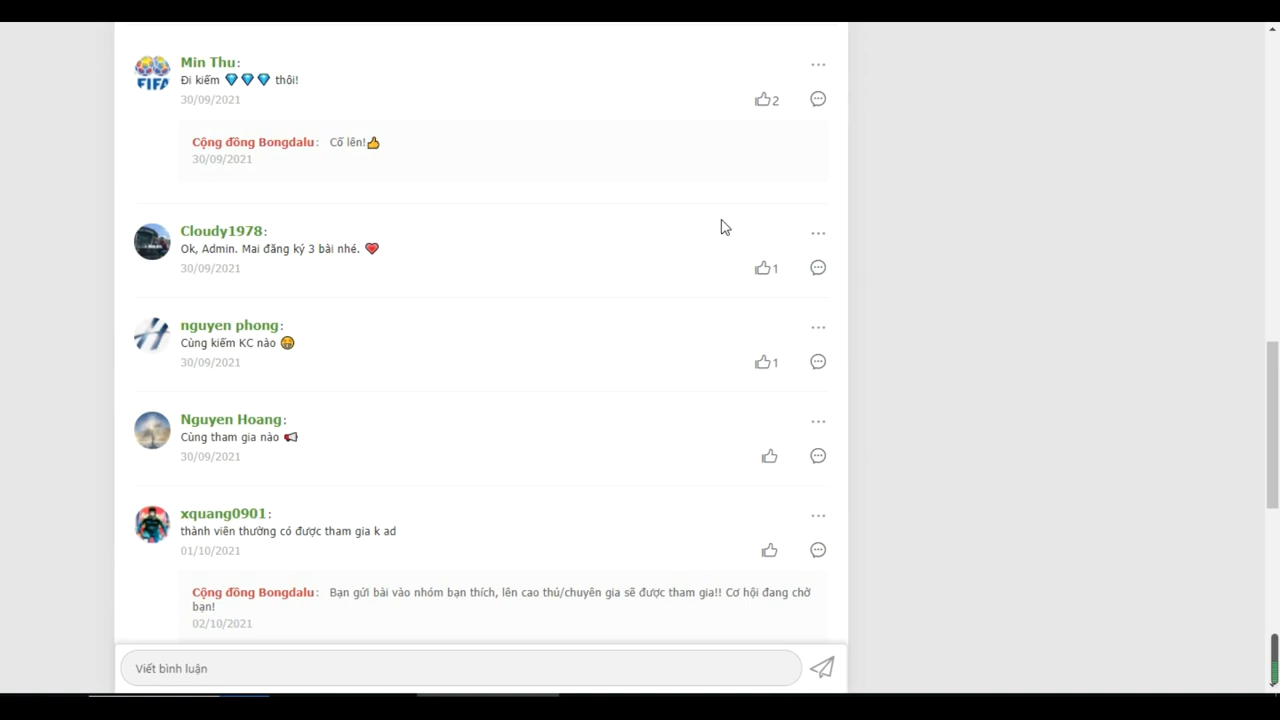 FIFA
Min Thu:
Đi kiếm 💎💎💎 thôi!
30/09/2021
2
Cộng đồng Bongdalu: Cố lên!👍
30/09/2021
Cloudy1978:
Ok, Admin. Mai đăng ký 3 bài nhé. ❤️
30/09/2021
1
nguyen phong:
Cùng kiếm KC nào 🤑
30/09/2021
1
Nguyen Hoang:
Cùng tham gia nào 📢
30/09/2021
xquang0901:
thành viên thường có được tham gia k ad
01/10/2021
Cộng đồng Bongdalu: Bạn gửi bài vào nhóm bạn thích, lên cao thủ/chuyên gia sẽ được tham gia!! Cơ hội đang chờ
bạn!
02/10/2021
Viết bình luận